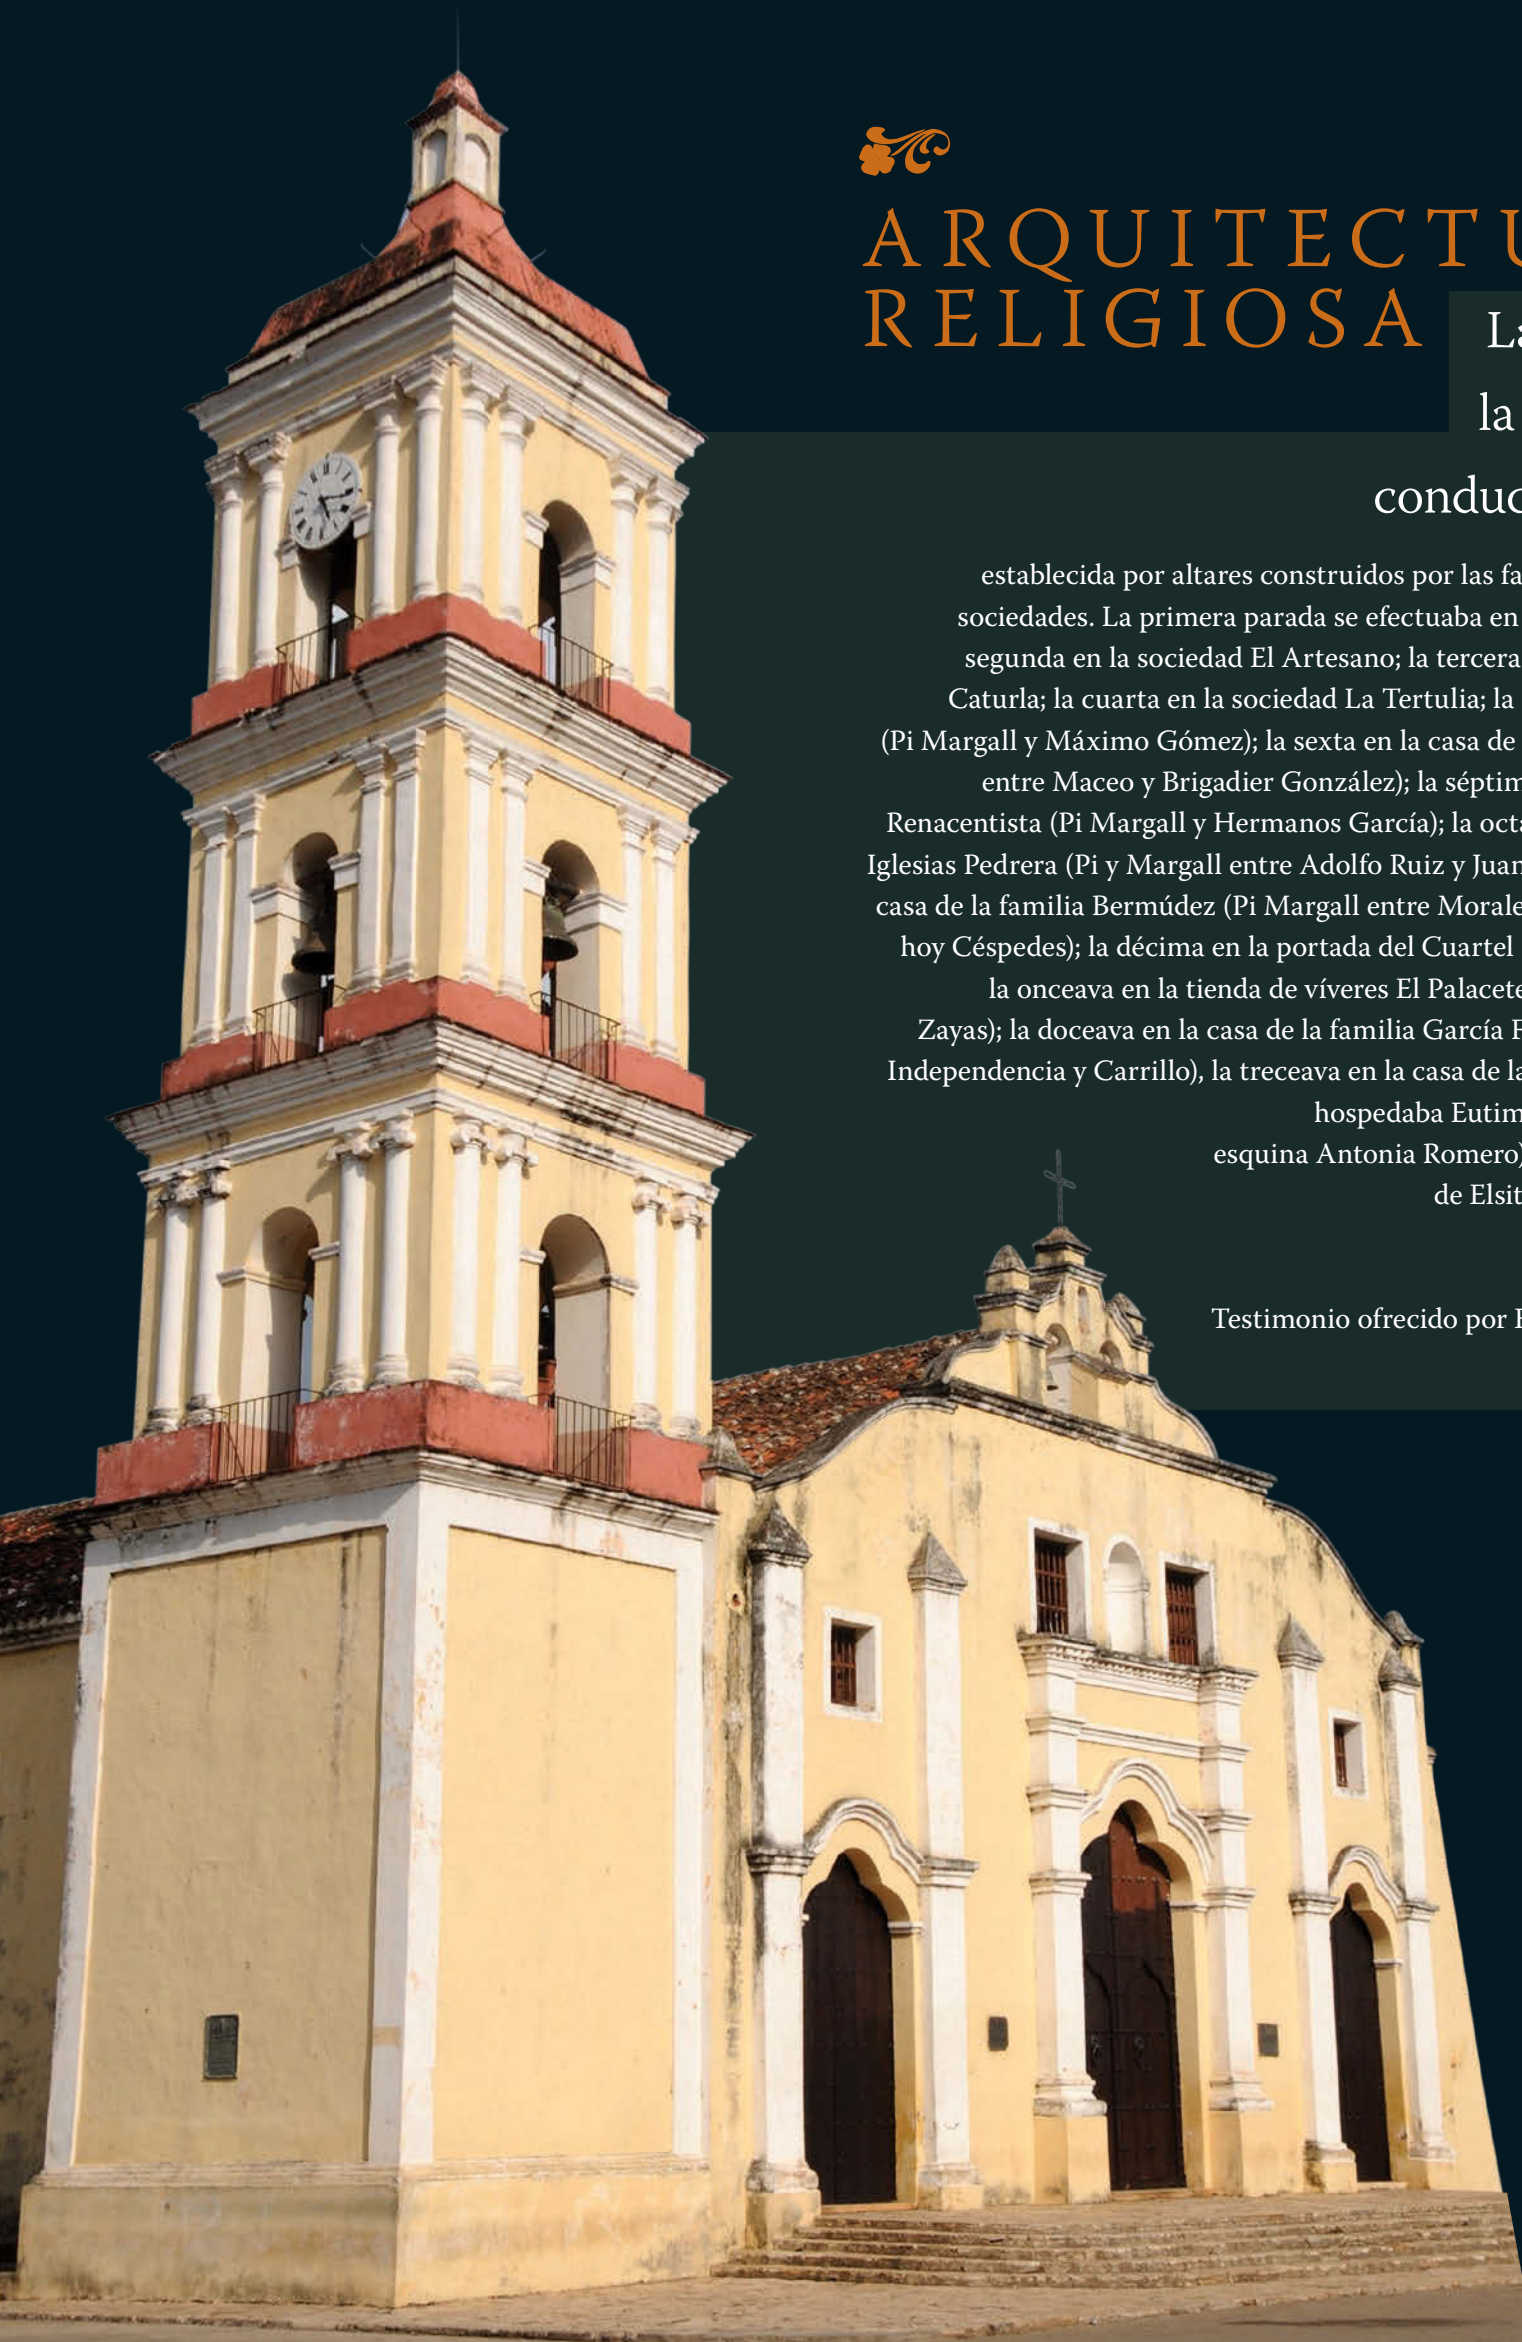 ARQUITECTU
RELIGIOSA
La
la
conduc
establecida por altares construidos por las fa
sociedades. La primera parada se efectuaba en
segunda en la sociedad El Artesano; la tercera
Caturla; la cuarta en la sociedad La Tertulia; la
(Pi Margall y Máximo Gómez); la sexta en la casa de
entre Maceo y Brigadier González); la séptim
Renacentista (Pi Margall y Hermanos García); la octa
Iglesias Pedrera (Pi y Margall entre Adolfo Ruiz y Juan
casa de la familia Bermúdez (Pi Margall entre Morale
hoy Céspedes); la décima en la portada del Cuartel
la onceava en la tienda de víveres El Palacete
Zayas); la doceava en la casa de la familia García F
Independencia y Carrillo), la treceava en la casa de la
hospedaba Eutim
esquina Antonia Romero)
de Elsit
Testimonio ofrecido por E